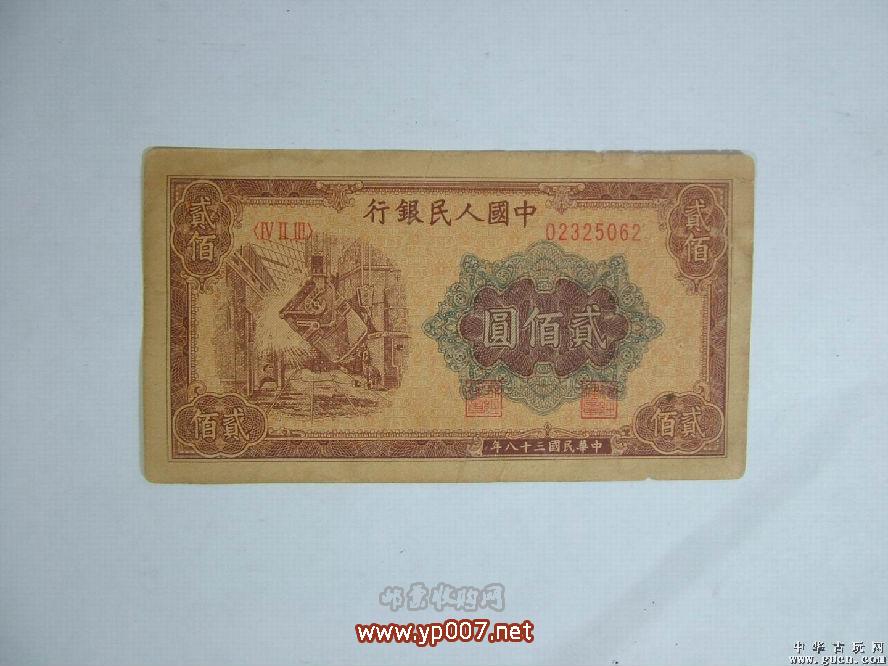 中國人民銀行
〈IV II III〉
02325062
貳佰
貳佰
貳佰圓
貳佰
貳佰
中華民國三十八年
邮票收购网
www.yp007.net
中华古玩网
www.gucn.com